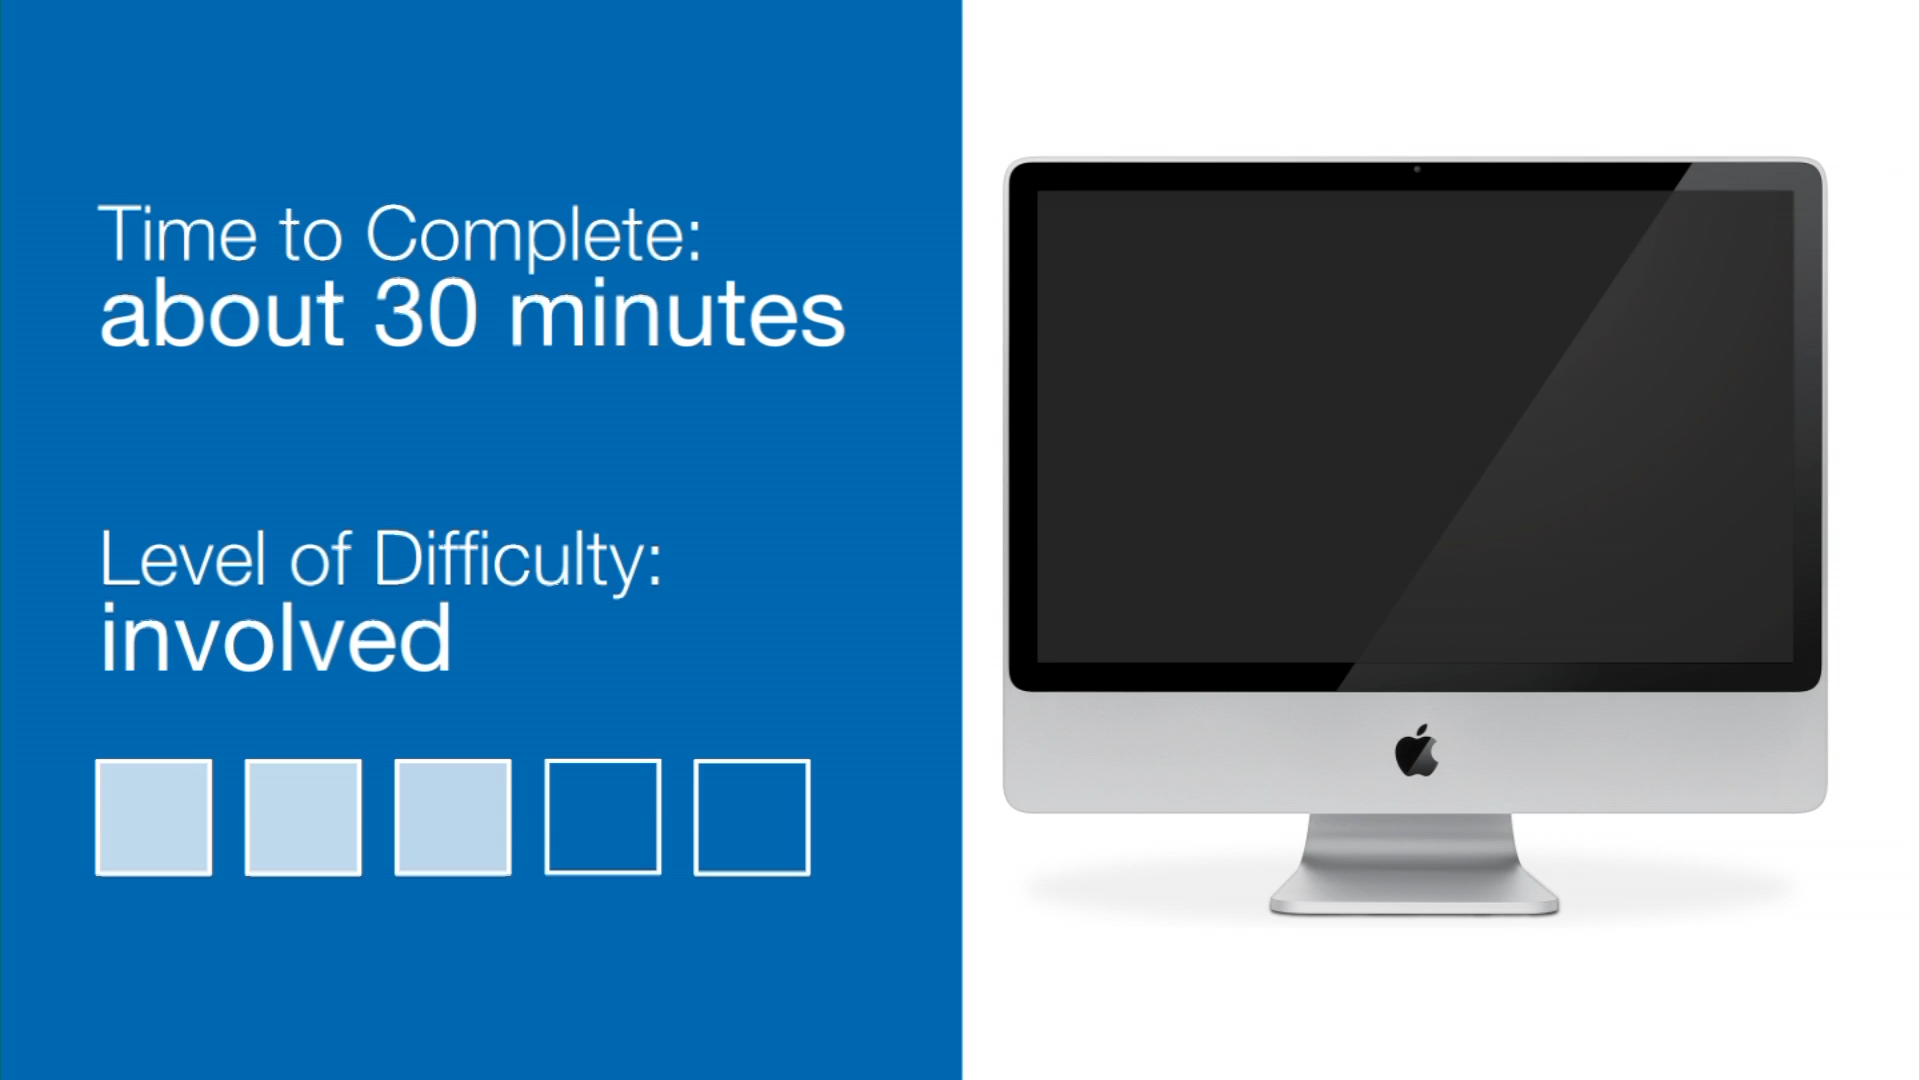 Time to Complete:
about 30 minutes
Level of Difficulty:
involved